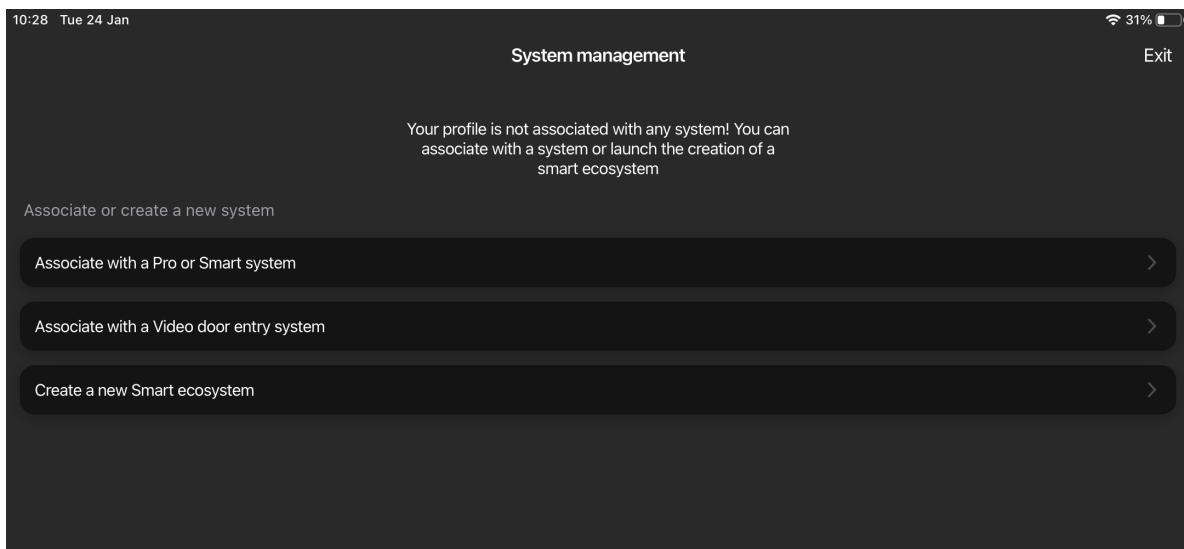 10:28 Tue 24 Jan
31%
System management
Exit
Your profile is not associated with any system! You can
associate with a system or launch the creation of a
smart ecosystem
Associate or create a new system
Associate with a Pro or Smart system
Associate with a Video door entry system
Create a new Smart ecosystem